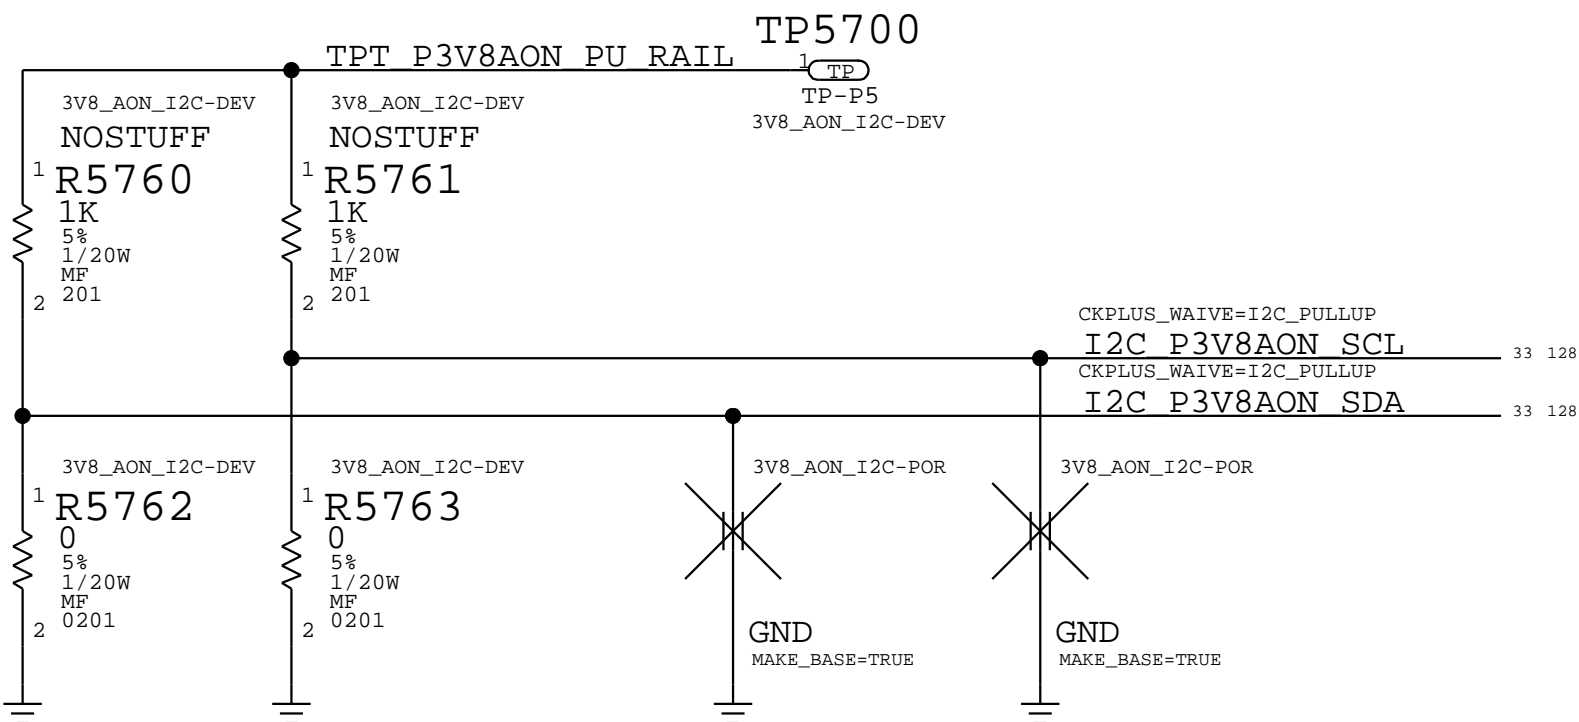 TP5700
TPT_P3V8AON_PU_RAIL
1
TP
TP-P5
3V8_AON_I2C-DEV
3V8_AON_I2C-DEV
NOSTUFF
1
R5760
1K
5%
1/20W
MF
201
2
3V8_AON_I2C-DEV
NOSTUFF
1
R5761
1K
5%
1/20W
MF
201
2
CKPLUS_WAIVE=I2C_PULLUP
I2C_P3V8AON_SCL
33 128
CKPLUS_WAIVE=I2C_PULLUP
I2C_P3V8AON_SDA
33 128
3V8_AON_I2C-DEV
1
R5762
0
5%
1/20W
MF
0201
2
3V8_AON_I2C-DEV
1
R5763
0
5%
1/20W
MF
0201
2
3V8_AON_I2C-POR
GND
MAKE_BASE=TRUE
3V8_AON_I2C-POR
GND
MAKE_BASE=TRUE